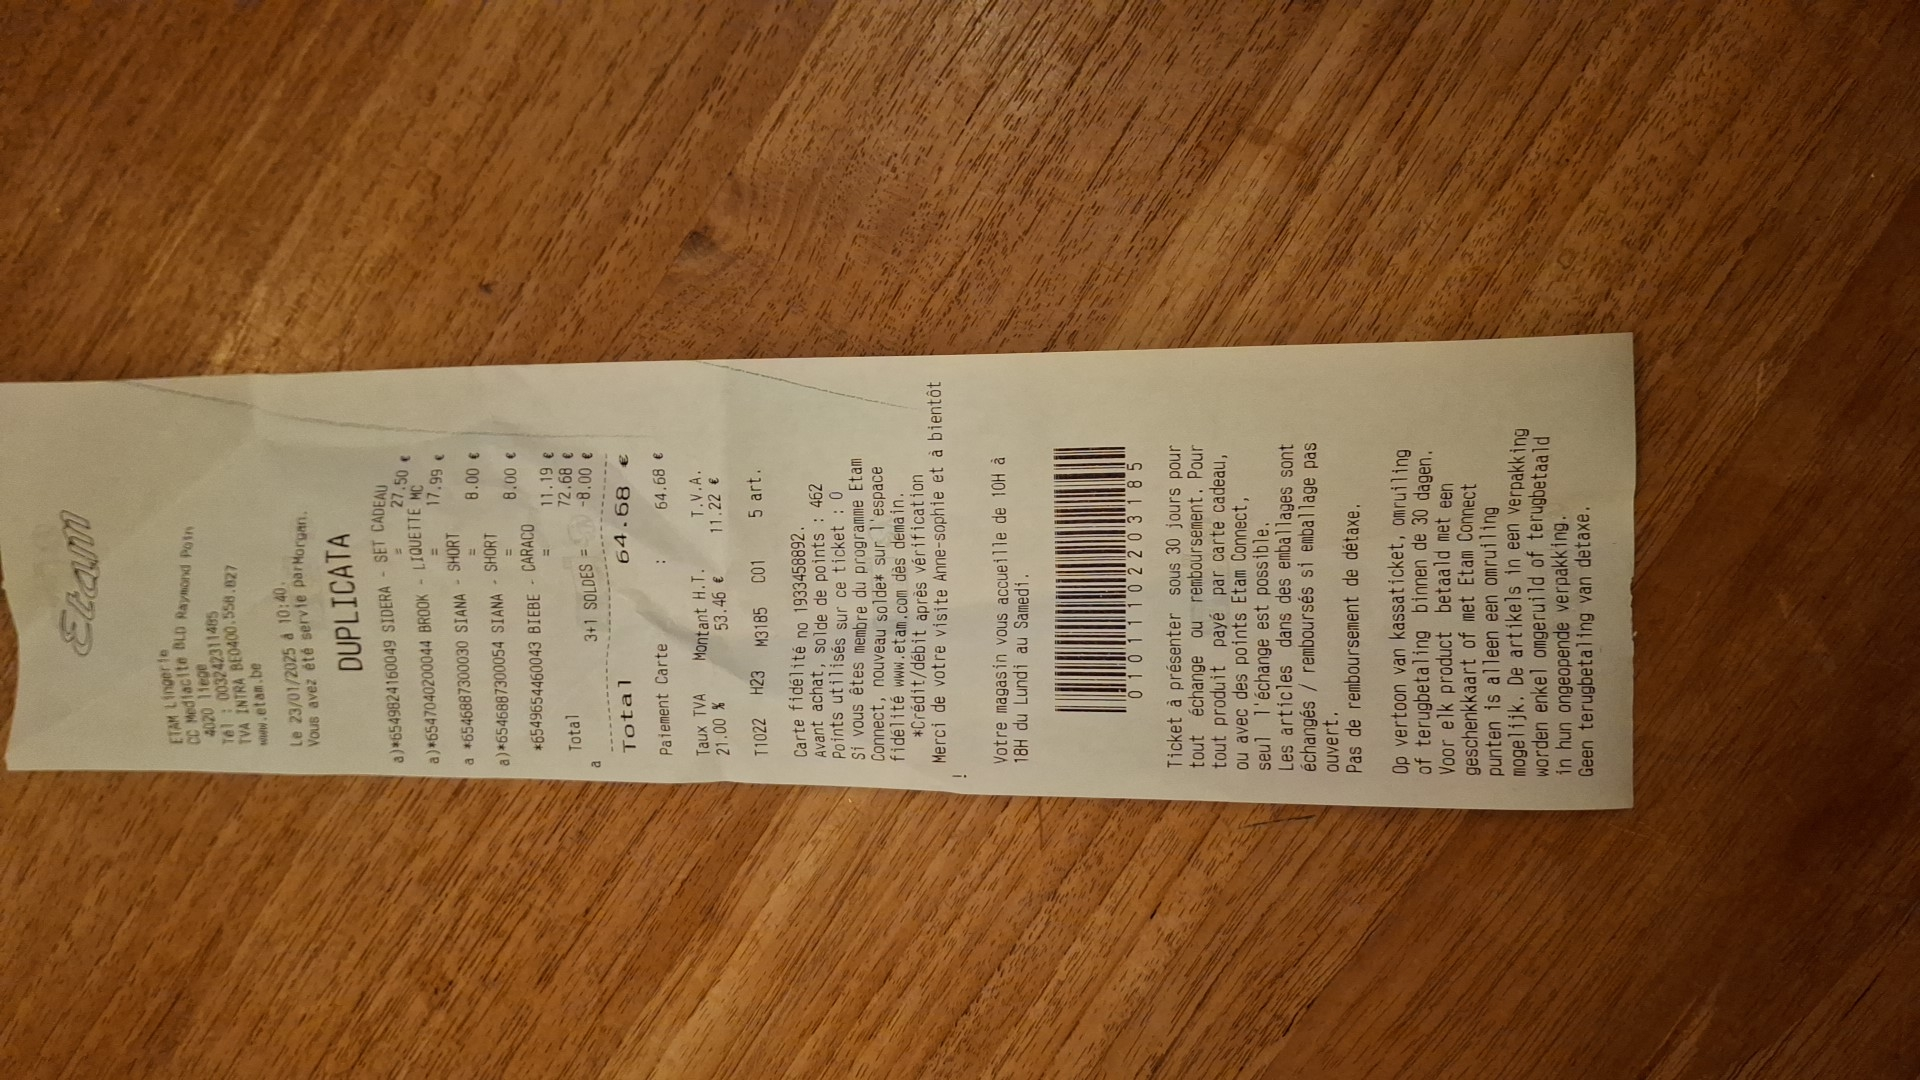 Etam
ETAM Lingerie
CC Mediacite BLD Raymond Poin
4020 liege
Tél : 003242311485
TVA INTRA BE0400.558.827
www.etam.be
Le 23/01/2025 à 10:40.
Vous avez été servie parMorgan.
DUPLICATA
a)*6549824160049 SIDERA - SET CADEAU
= 27.50 €
a)*6547040200044 BROOK - LIQUETTE MC
= 17.99 €
a *6546887300030 SIANA - SHORT
= 8.00 €
a)*6546887300054 SIANA - SHORT
= 8.00 €
*6549654460043 BIEBE - CARACO
= 11.19 €
Total 72.68 €
a 3+1 SOLDES = -8.00 €
Total 64.68 €
Paiement Carte : 64.68 €
Taux TVA Montant H.T. T.V.A.
21.00 % 53.46 € 11.22 €
T1022 H23 M3185 C01 5 art.
Carte fidélité no 1933458892.
Avant achat, solde de points : 462
Points utilisés sur ce ticket : 0
Si vous êtes membre du programme Etam
Connect, nouveau solde* sur l'espace
fidélité www.etam.com dès demain.
*Crédit/débit après vérification
Merci de votre visite Anne-sophie et à bientôt
!
Votre magasin vous accueille de 10H à
18H du Lundi au Samedi.
01011102203185
Ticket à présenter sous 30 jours pour
tout échange ou remboursement. Pour
tout produit payé par carte cadeau,
ou avec des points Etam Connect,
seul l'échange est possible.
Les articles dans des emballages sont
échangés / remboursés si emballage pas
ouvert.
Pas de remboursement de détaxe.
Op vertoon van kassaticket, omruiling
of terugbetaling binnen de 30 dagen.
Voor elk product betaald met een
geschenkkaart of met Etam Connect
punten is alleen een omruiling
mogelijk. De artikels in een verpakking
worden enkel omgeruild of terugbetaald
in hun ongeopende verpakking.
Geen terugbetaling van detaxe.